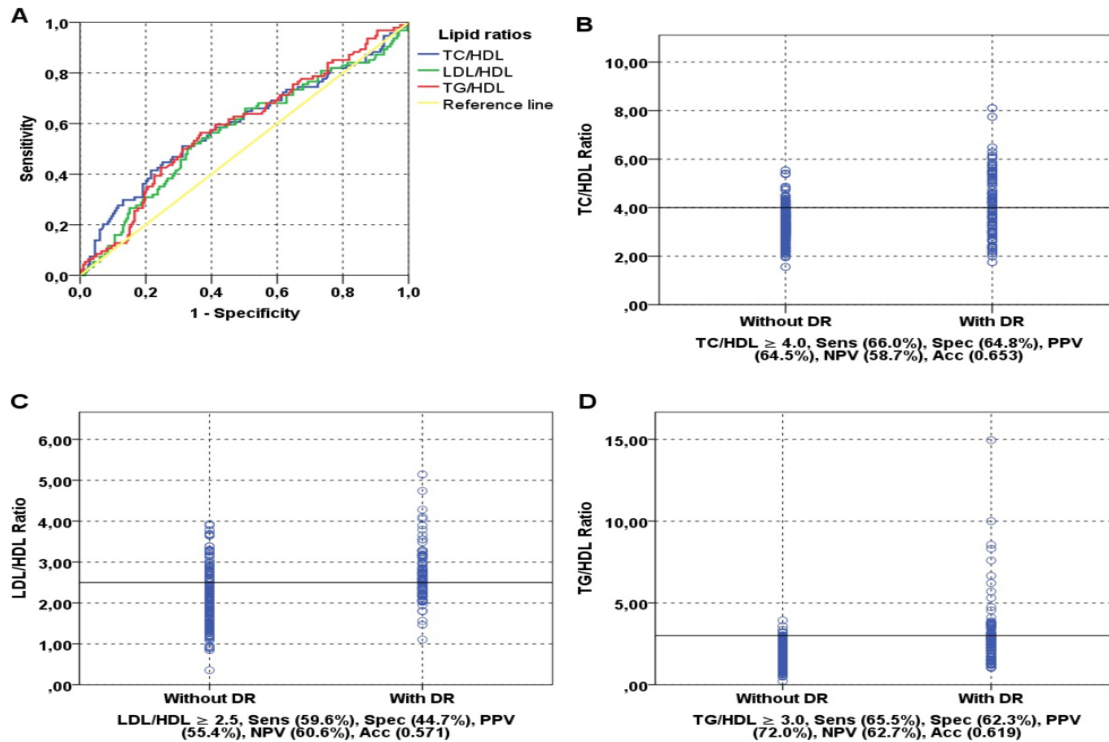 A
1,0
0,8
0,6
0,4
0,2
0,0
0,0
0,2
0,4
0,6
0,8
1,0
Sensitivity
1 - Specificity
Lipid ratios
TC/HDL
LDL/HDL
TG/HDL
Reference line
B
10,00
8,00
6,00
4,00
2,00
,00
TC/HDL Ratio
Without DR
With DR
TC/HDL ≥ 4.0, Sens (66.0%), Spec (64.8%), PPV
(64.5%), NPV (58.7%), Acc (0.653)
C
6,00
5,00
4,00
3,00
2,00
1,00
,00
LDL/HDL Ratio
Without DR
With DR
LDL/HDL ≥ 2.5, Sens (59.6%), Spec (44.7%), PPV
(55.4%), NPV (60.6%), Acc (0.571)
D
15,00
10,00
5,00
,00
TG/HDL Ratio
Without DR
With DR
TG/HDL ≥ 3.0, Sens (65.5%), Spec (62.3%), PPV
(72.0%), NPV (62.7%), Acc (0.619)